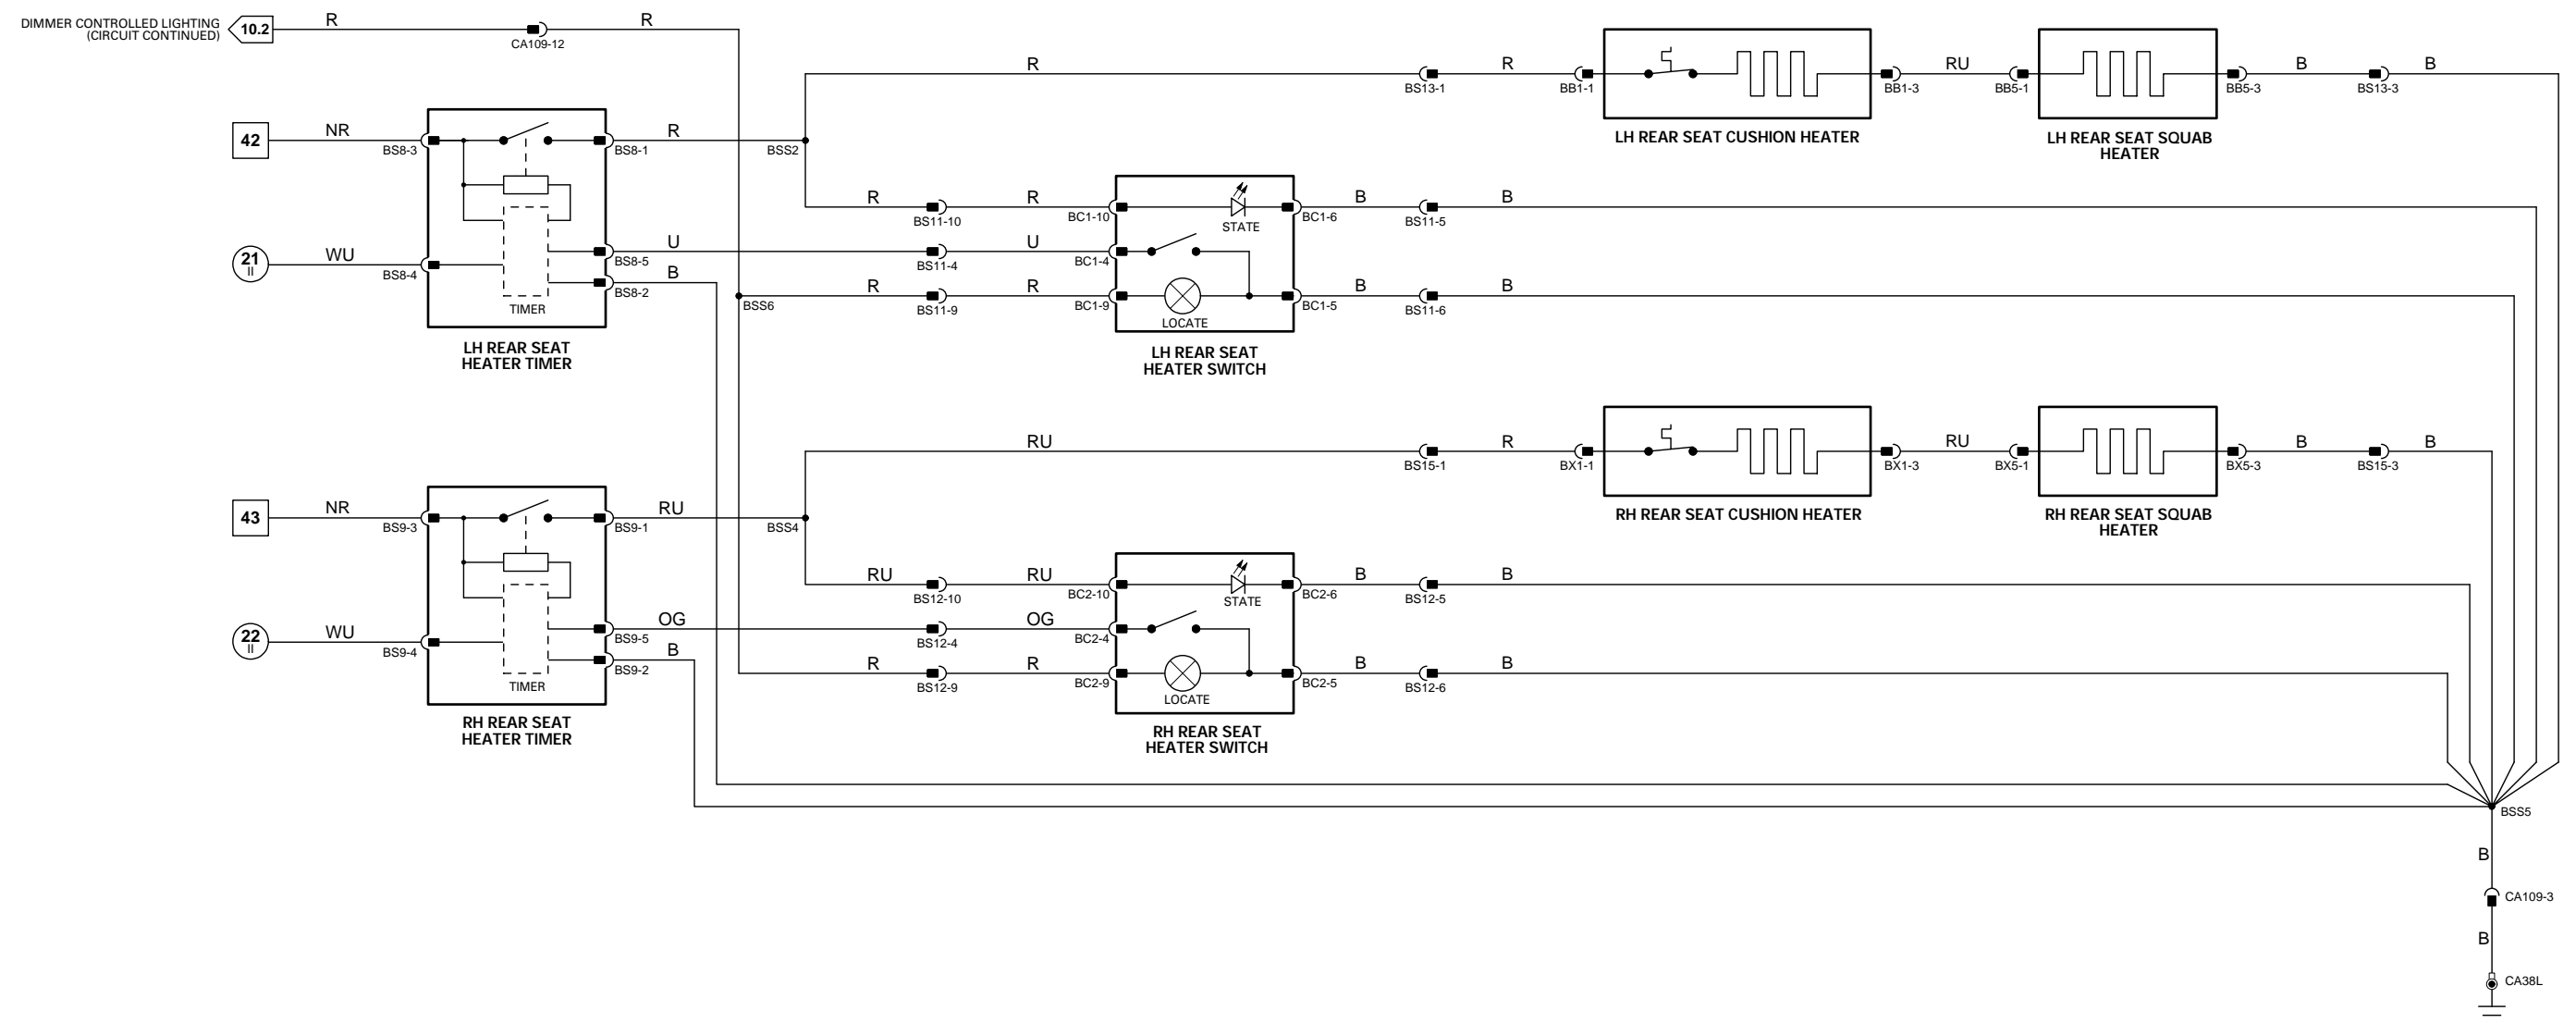 DIMMER CONTROLLED LIGHTING
(CIRCUIT CONTINUED)
10.2
R
CA109-12
R
R
BS13-1
R
BB1-1
LH REAR SEAT CUSHION HEATER
BB1-3
RU
BB5-1
LH REAR SEAT SQUAB
HEATER
BB5-3
B
BS13-3
B
42
NR
BS8-3
BS8-1
R
BSS2
21
II
WU
BS8-4
TIMER
BS8-5
U
BS8-2
B
LH REAR SEAT
HEATER TIMER
BSS6
R
BS11-10
R
BC1-10
STATE
BC1-6
B
BS11-5
B
BS11-4
U
BC1-4
R
BS11-9
R
BC1-9
LOCATE
BC1-5
B
BS11-6
B
LH REAR SEAT
HEATER SWITCH
RU
BS15-1
R
BX1-1
RH REAR SEAT CUSHION HEATER
BX1-3
RU
BX5-1
RH REAR SEAT SQUAB
HEATER
BX5-3
B
BS15-3
B
43
NR
BS9-3
BS9-1
RU
BSS4
22
II
WU
BS9-4
TIMER
BS9-5
OG
BS9-2
B
RH REAR SEAT
HEATER TIMER
RU
BS12-10
RU
BC2-10
STATE
BC2-6
B
BS12-5
B
BS12-4
OG
BC2-4
R
BS12-9
R
BC2-9
LOCATE
BC2-5
B
BS12-6
B
RH REAR SEAT
HEATER SWITCH
BSS5
B
CA109-3
B
CA38L